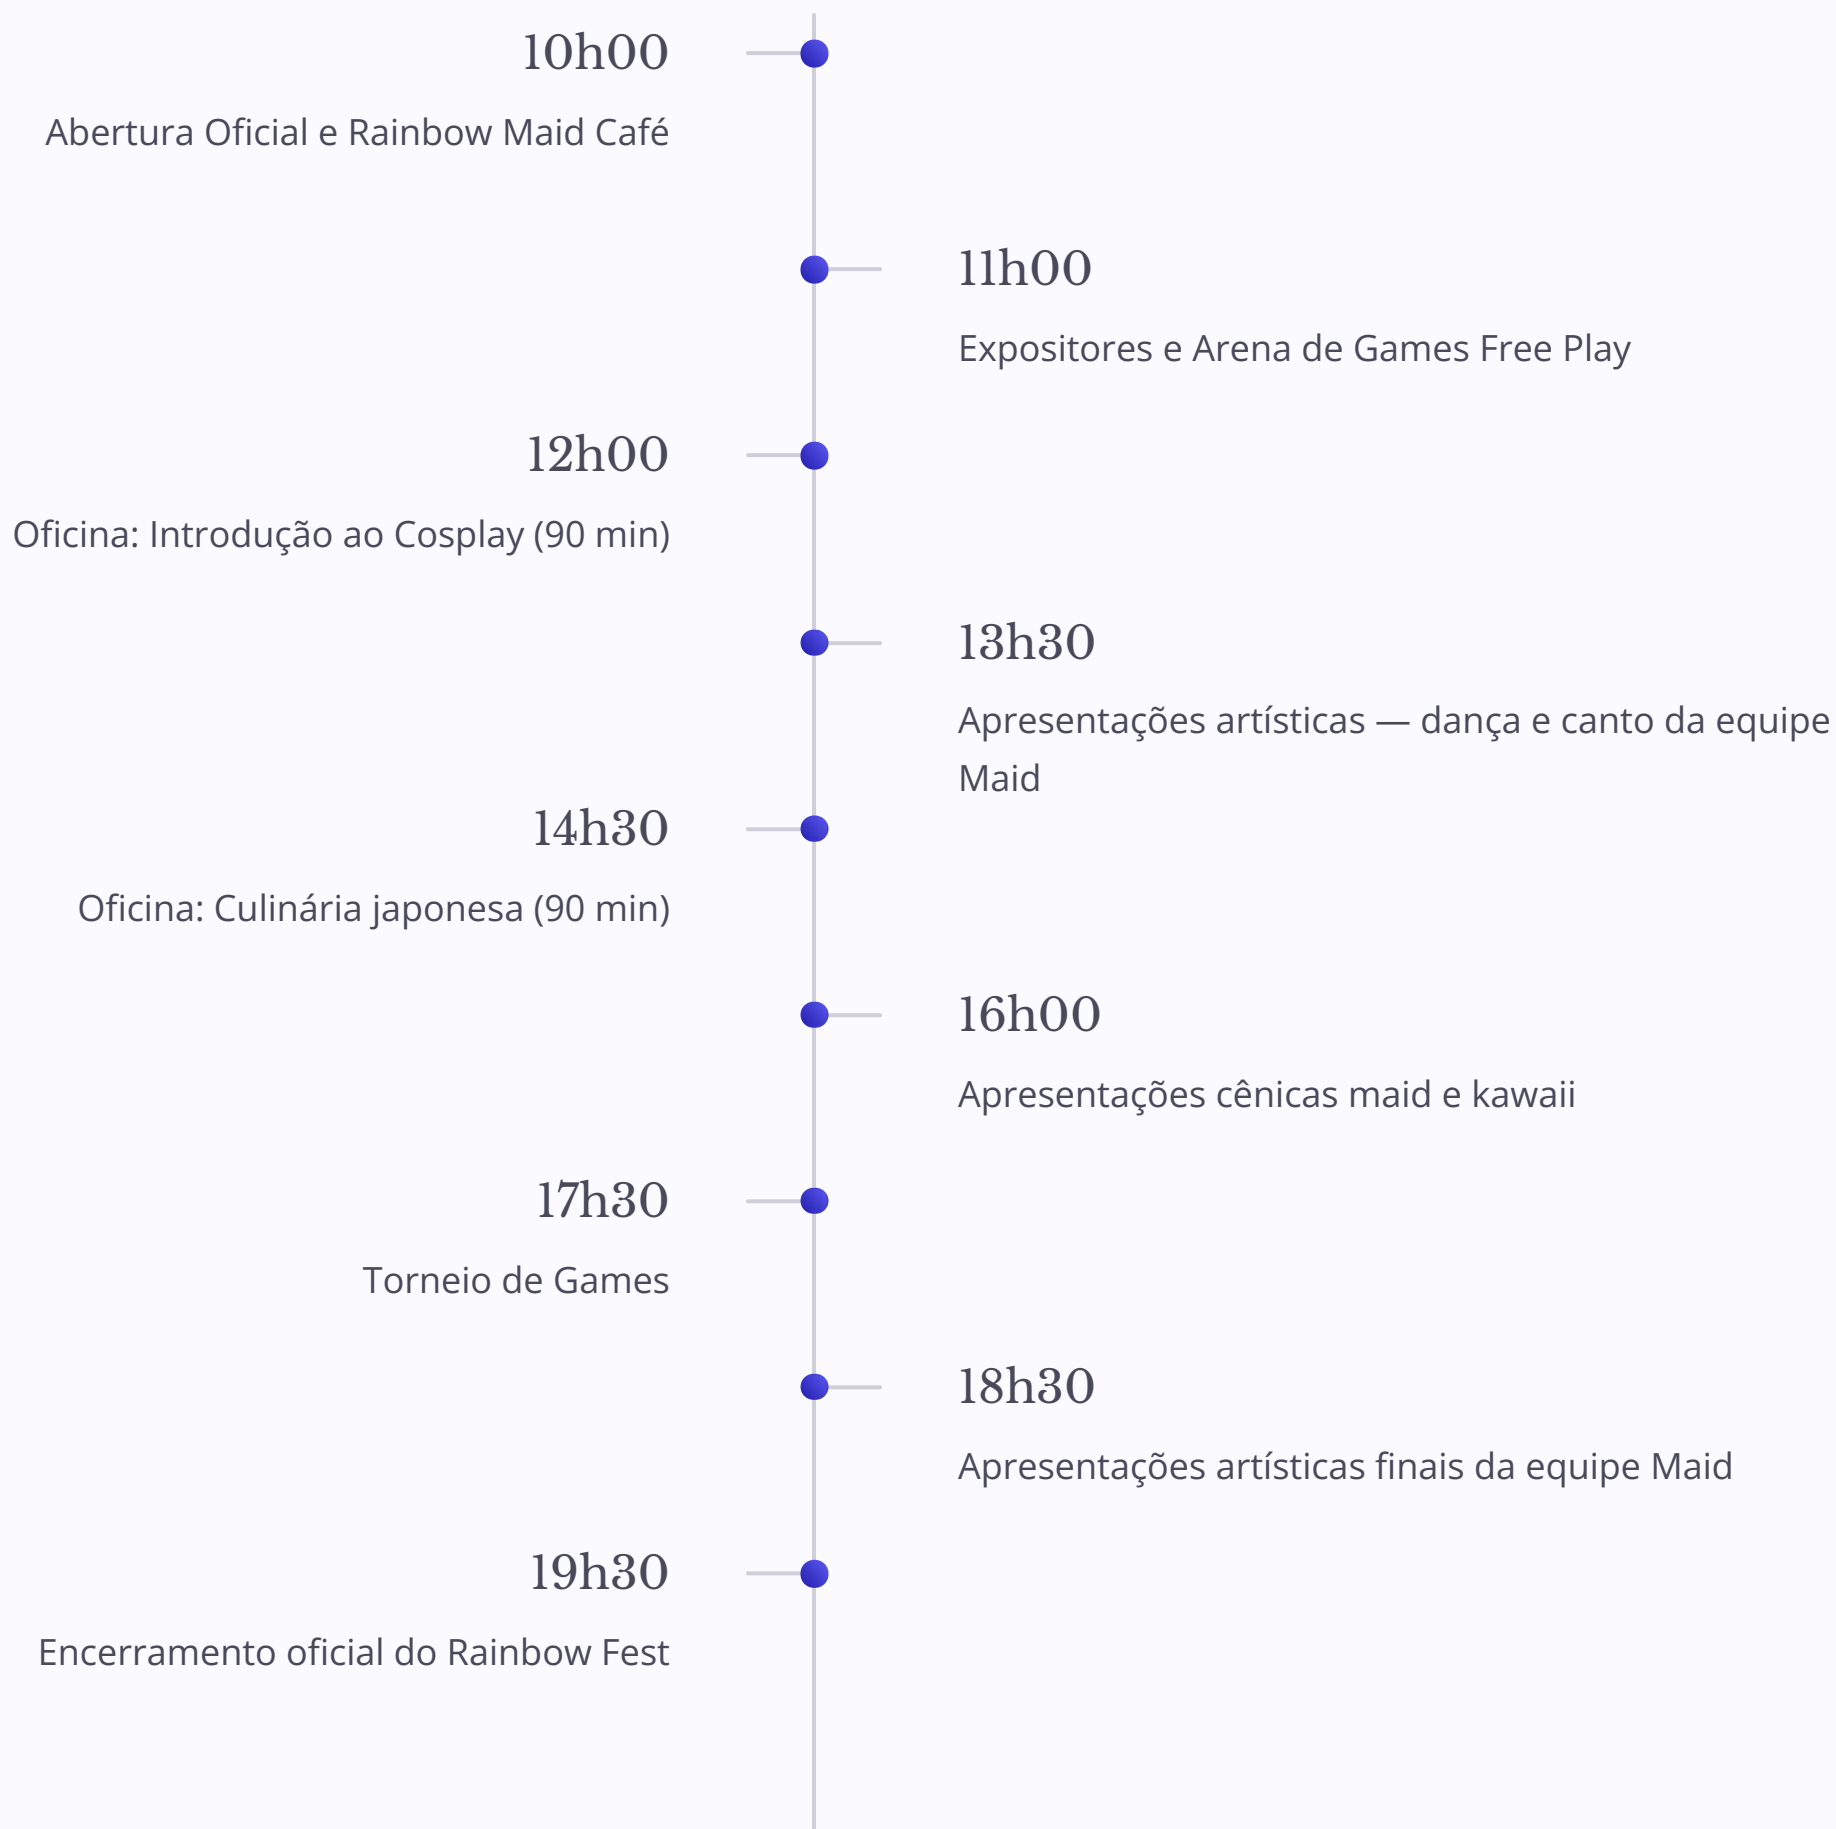 10h00
Abertura Oficial e Rainbow Maid Café
11h00
Expositores e Arena de Games Free Play
12h00
Oficina: Introdução ao Cosplay (90 min)
13h30
Apresentações artísticas — dança e canto da equipe
Maid
14h30
Oficina: Culinária japonesa (90 min)
16h00
Apresentações cênicas maid e kawaii
17h30
Torneio de Games
18h30
Apresentações artísticas finais da equipe Maid
19h30
Encerramento oficial do Rainbow Fest